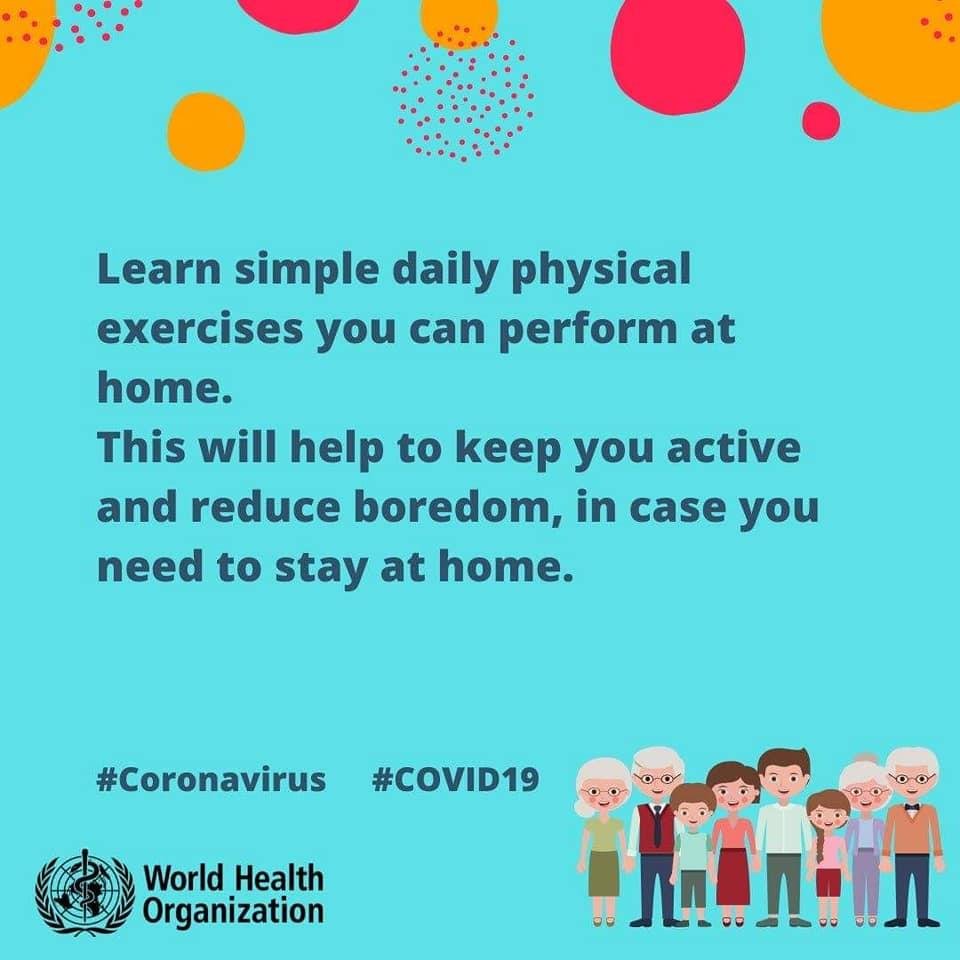 Learn simple daily physical
exercises you can perform at
home.
This will help to keep you active
and reduce boredom, in case you
need to stay at home.
#Coronavirus #COVID19
World Health
Organization